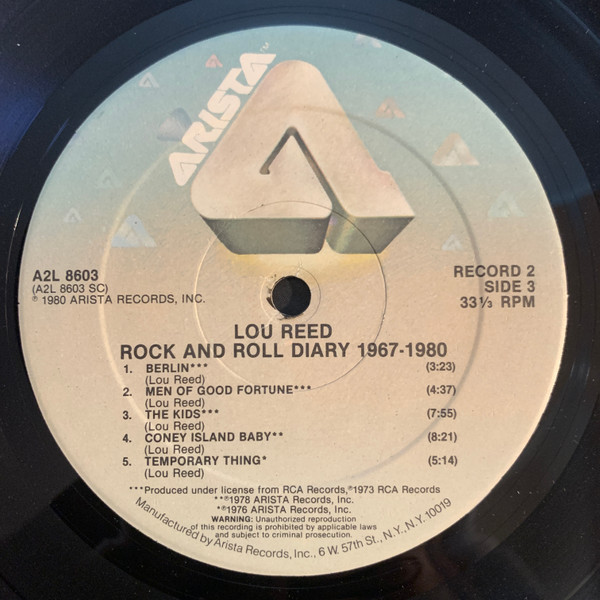 ARISTA™
A2L 8603
(A2L 8603 SC)
℗ 1980 ARISTA RECORDS, INC.
RECORD 2
SIDE 3
33⅓ RPM
LOU REED
ROCK AND ROLL DIARY 1967-1980
1. BERLIN*** (3:23)
(Lou Reed)
2. MEN OF GOOD FORTUNE*** (4:37)
(Lou Reed)
3. THE KIDS*** (7:55)
(Lou Reed)
4. CONEY ISLAND BABY** (8:21)
(Lou Reed)
5. TEMPORARY THING* (5:14)
(Lou Reed)
***Produced under license from RCA Records,℗1973 RCA Records
**℗1978 ARISTA Records, Inc.
*℗1976 ARISTA Records, Inc.
WARNING: Unauthorized reproduction
of this recording is prohibited by applicable laws
and subject to criminal prosecution.
Manufactured by Arista Records, Inc., 6 W. 57th St., N.Y., N.Y. 10019